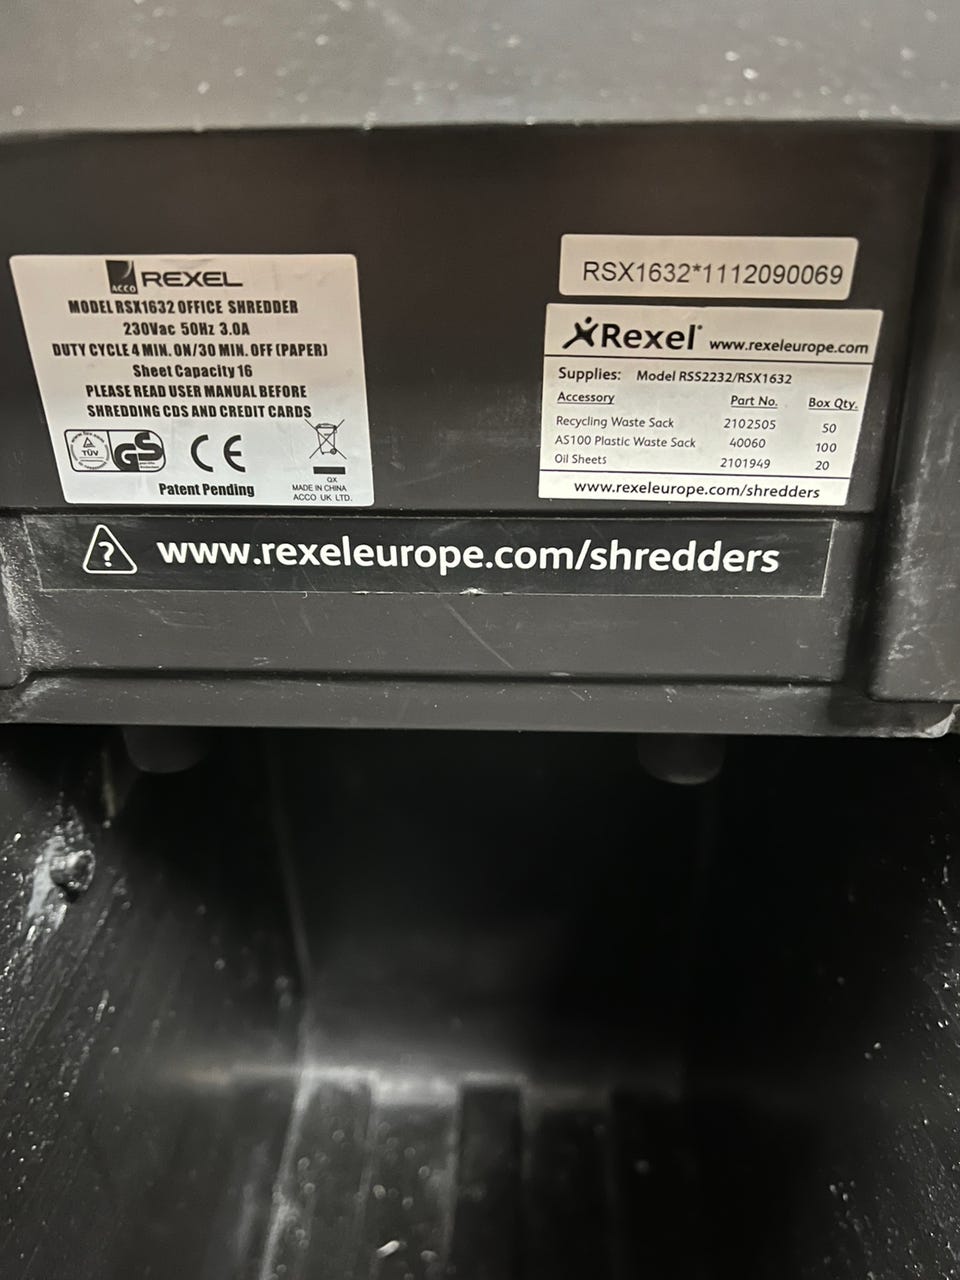 ACCO REXEL
MODEL RSX1632 OFFICE SHREDDER
230Vac 50Hz 3.0A
DUTY CYCLE 4 MIN. ON/30 MIN. OFF (PAPER)
Sheet Capacity 16
PLEASE READ USER MANUAL BEFORE
SHREDDING CDS AND CREDIT CARDS
TÜV GS CE
Patent Pending
QX
MADE IN CHINA
ACCO UK LTD.
RSX1632*1112090069
Rexel® www.rexeleurope.com
Supplies: Model RSS2232/RSX1632
Accessory Part No. Box Qty.
Recycling Waste Sack 2102505 50
AS100 Plastic Waste Sack 40060 100
Oil Sheets 2101949 20
www.rexeleurope.com/shredders
? www.rexeleurope.com/shredders